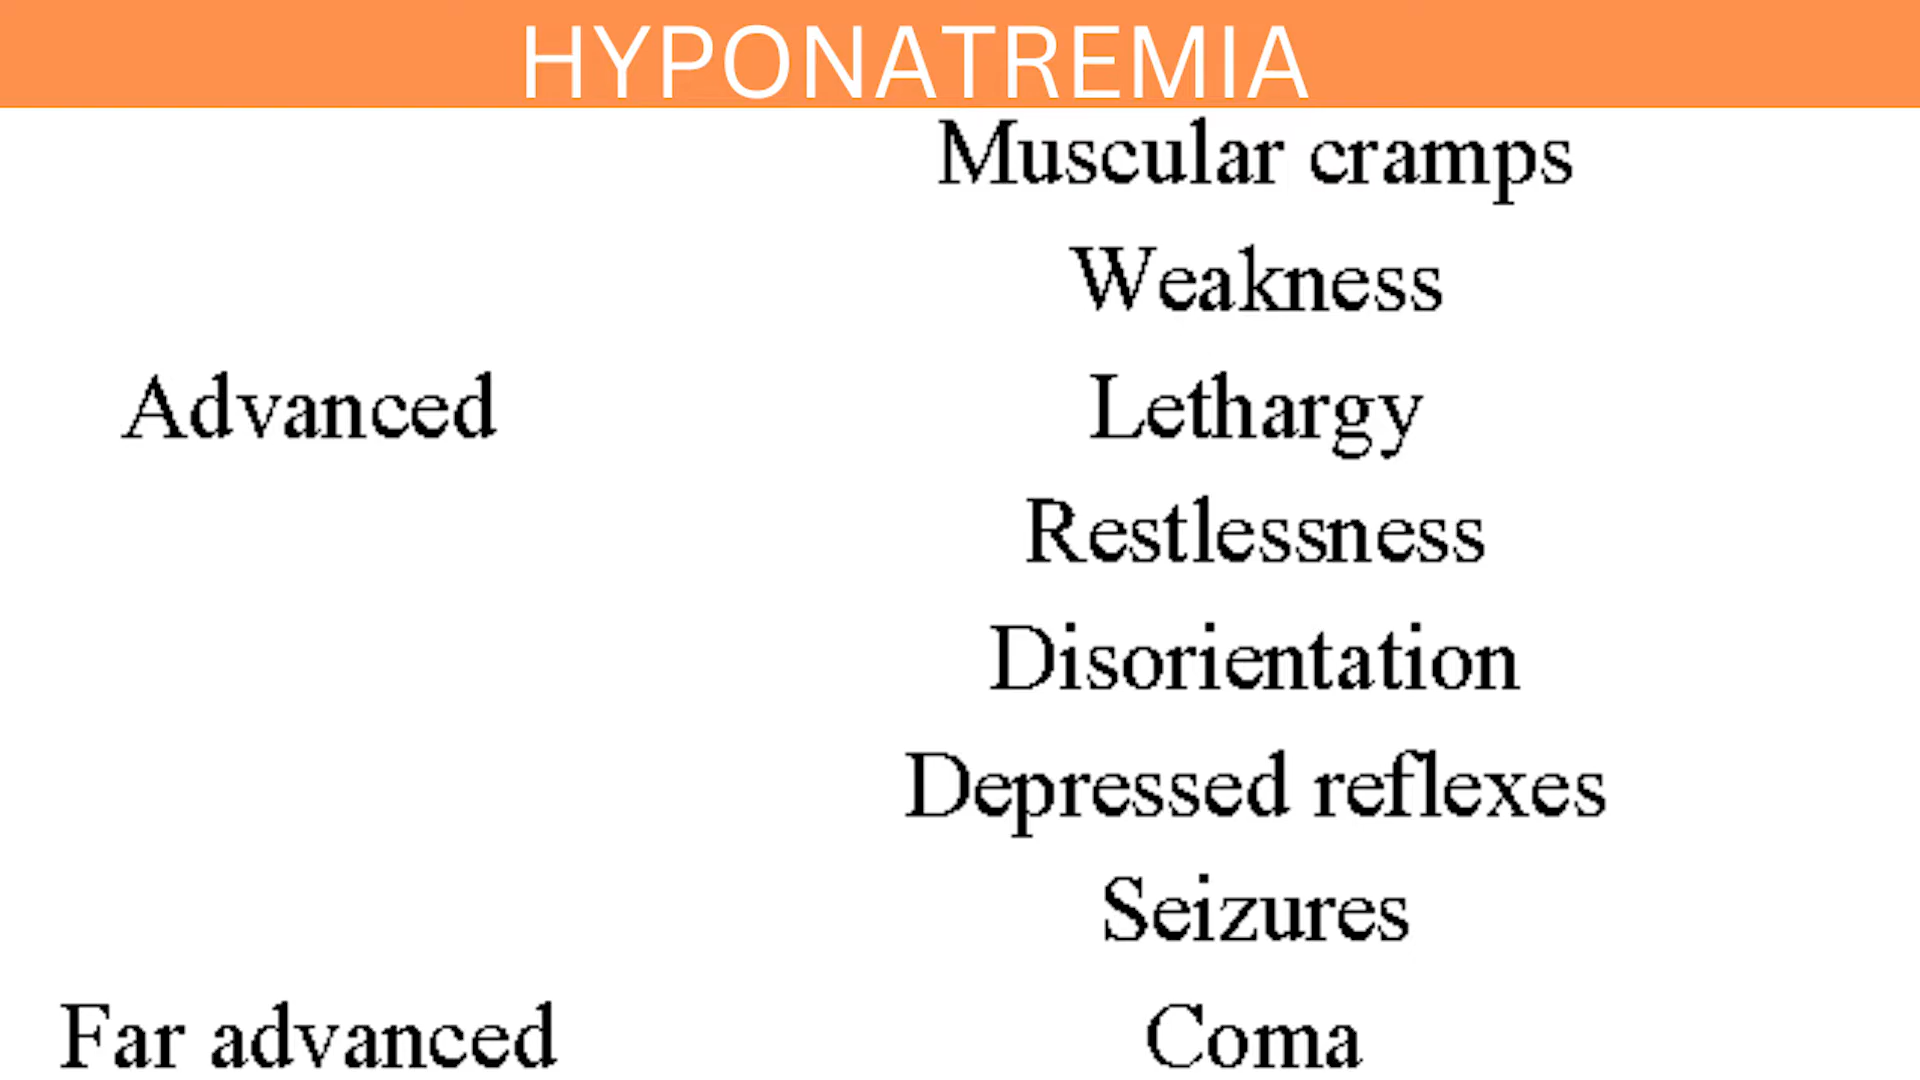 HYPONATREMIA
Muscular cramps
Weakness
Advanced Lethargy
Restlessness
Disorientation
Depressed reflexes
Seizures
Far advanced Coma